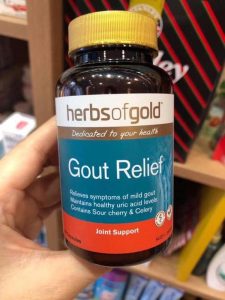 herbsofgold
Dedicated to your health
Gout Relief
Relieves symptoms of mild gout
Maintains healthy uric acid levels
Contains Sour cherry & Celery
Joint Support